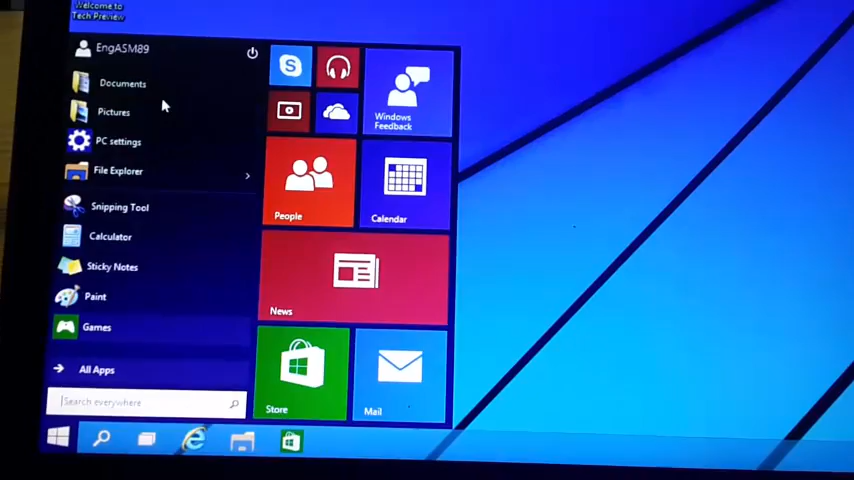 Welcome to
Tech Preview
EngASM89
Documents
Pictures
PC settings
File Explorer
Snipping Tool
Calculator
Sticky Notes
Paint
Games
All Apps
Search everywhere
Windows
Feedback
People
Calendar
News
Store
Mail